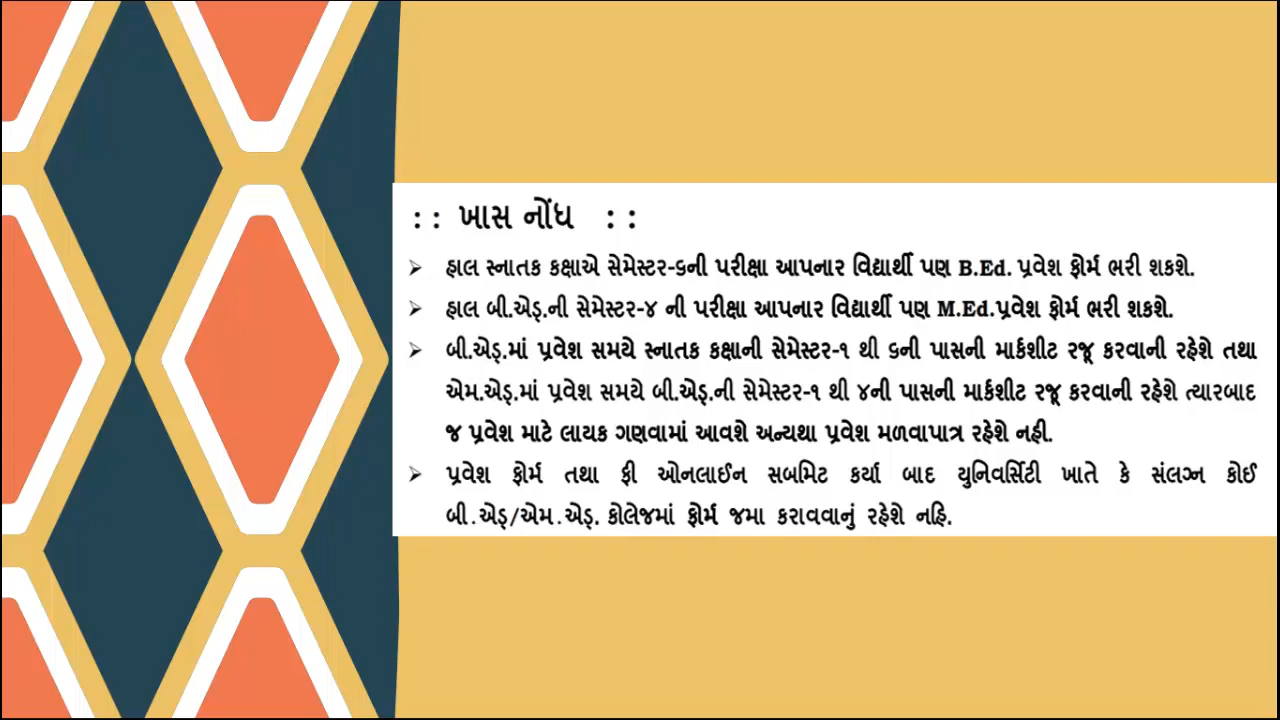 :: ખાસ નોંધ ::
➢ હાલ સ્નાતક કક્ષાએ સેમેસ્ટર-૬ની પરીક્ષા આપનાર વિદ્યાર્થી પણ B.Ed. પ્રવેશ ફોર્મ ભરી શકશે.
➢ હાલ બી.એડ્.ની સેમેસ્ટર-૪ ની પરીક્ષા આપનાર વિદ્યાર્થી પણ M.Ed.પ્રવેશ ફોર્મ ભરી શકશે.
➢ બી.એડ્.માં પ્રવેશ સમયે સ્નાતક કક્ષાની સેમેસ્ટર-૧ થી ૬ની પાસની માર્કશીટ રજૂ કરવાની રહેશે તથા
એમ.એડ્.માં પ્રવેશ સમયે બી.એડ્.ની સેમેસ્ટર-૧ થી ૪ની પાસની માર્કશીટ રજૂ કરવાની રહેશે ત્યારબાદ
જ પ્રવેશ માટે લાયક ગણવામાં આવશે અન્યથા પ્રવેશ મળવાપાત્ર રહેશે નહી.
➢ પ્રવેશ ફોર્મ તથા ફી ઓનલાઈન સબમિટ કર્યા બાદ યુનિવર્સિટી ખાતે કે સંલગ્ન કોઈ
બી.એડ્/એમ.એડ્. કોલેજમાં ફોર્મ જમા કરાવવાનું રહેશે નહિ.